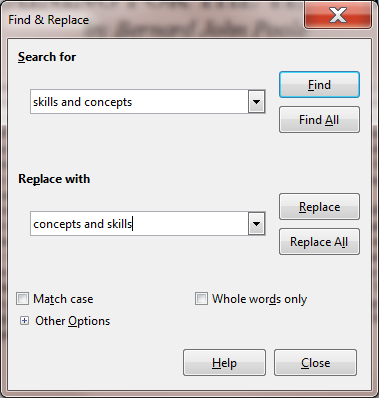 Find & Replace
Search for
skills and concepts
Find
Find All
Replace with
concepts and skills
Replace
Replace All
Match case
Whole words only
Other Options
Help
Close